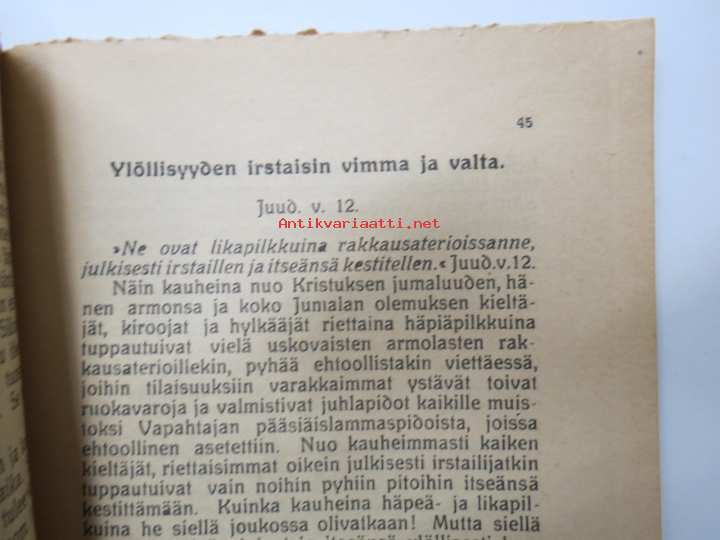 45
Ylöllisyyden irstaisin vimma ja valta.
Juud. v. 12.
Antikvariaatti.net
»Ne ovat likapilkkuina rakkausaterioissanne,
julkisesti irstaillen ja itseänsä kestitellen.« Juud.v.12.
Näin kauheina nuo Kristuksen jumaluuden, hä-
nen armonsa ja koko Jumalan olemuksen kieltä-
jät, kiroojat ja hylkääjät riettaina häpiäpilkkuina
tuppautuivat vielä uskovaisten armolasten rak-
kausaterioillekin, pyhää ehtoollistakin viettäessä,
joihin tilaisuuksiin varakkaimmat ystävät toivat
ruokavaroja ja valmistivat juhlapidot kaikille muis-
toksi Vapahtajan pääsiäislammaspidoista, joissa
ehtoollinen asetettiin. Nuo kauheimmasti kaiken
kieltäjät, riettaisimmat oikein julkisesti irstailijatkin
tuppautuivat vain noihin pyhiin pitoihin itseänsä
kestittämään. Kuinka kauheina häpeä- ja likapil-
kuina he siellä joukossa olivatkaan! Mutta siellä